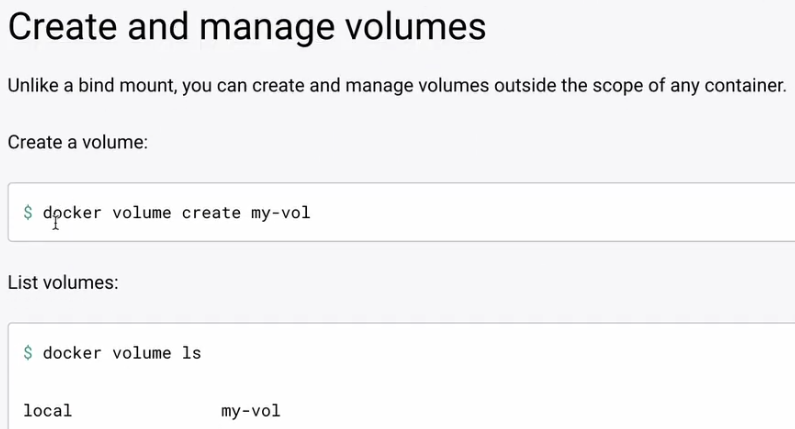 Create and manage volumes
Unlike a bind mount, you can create and manage volumes outside the scope of any container.
Create a volume:
$ docker volume create my-vol
List volumes:
$ docker volume ls
local my-vol